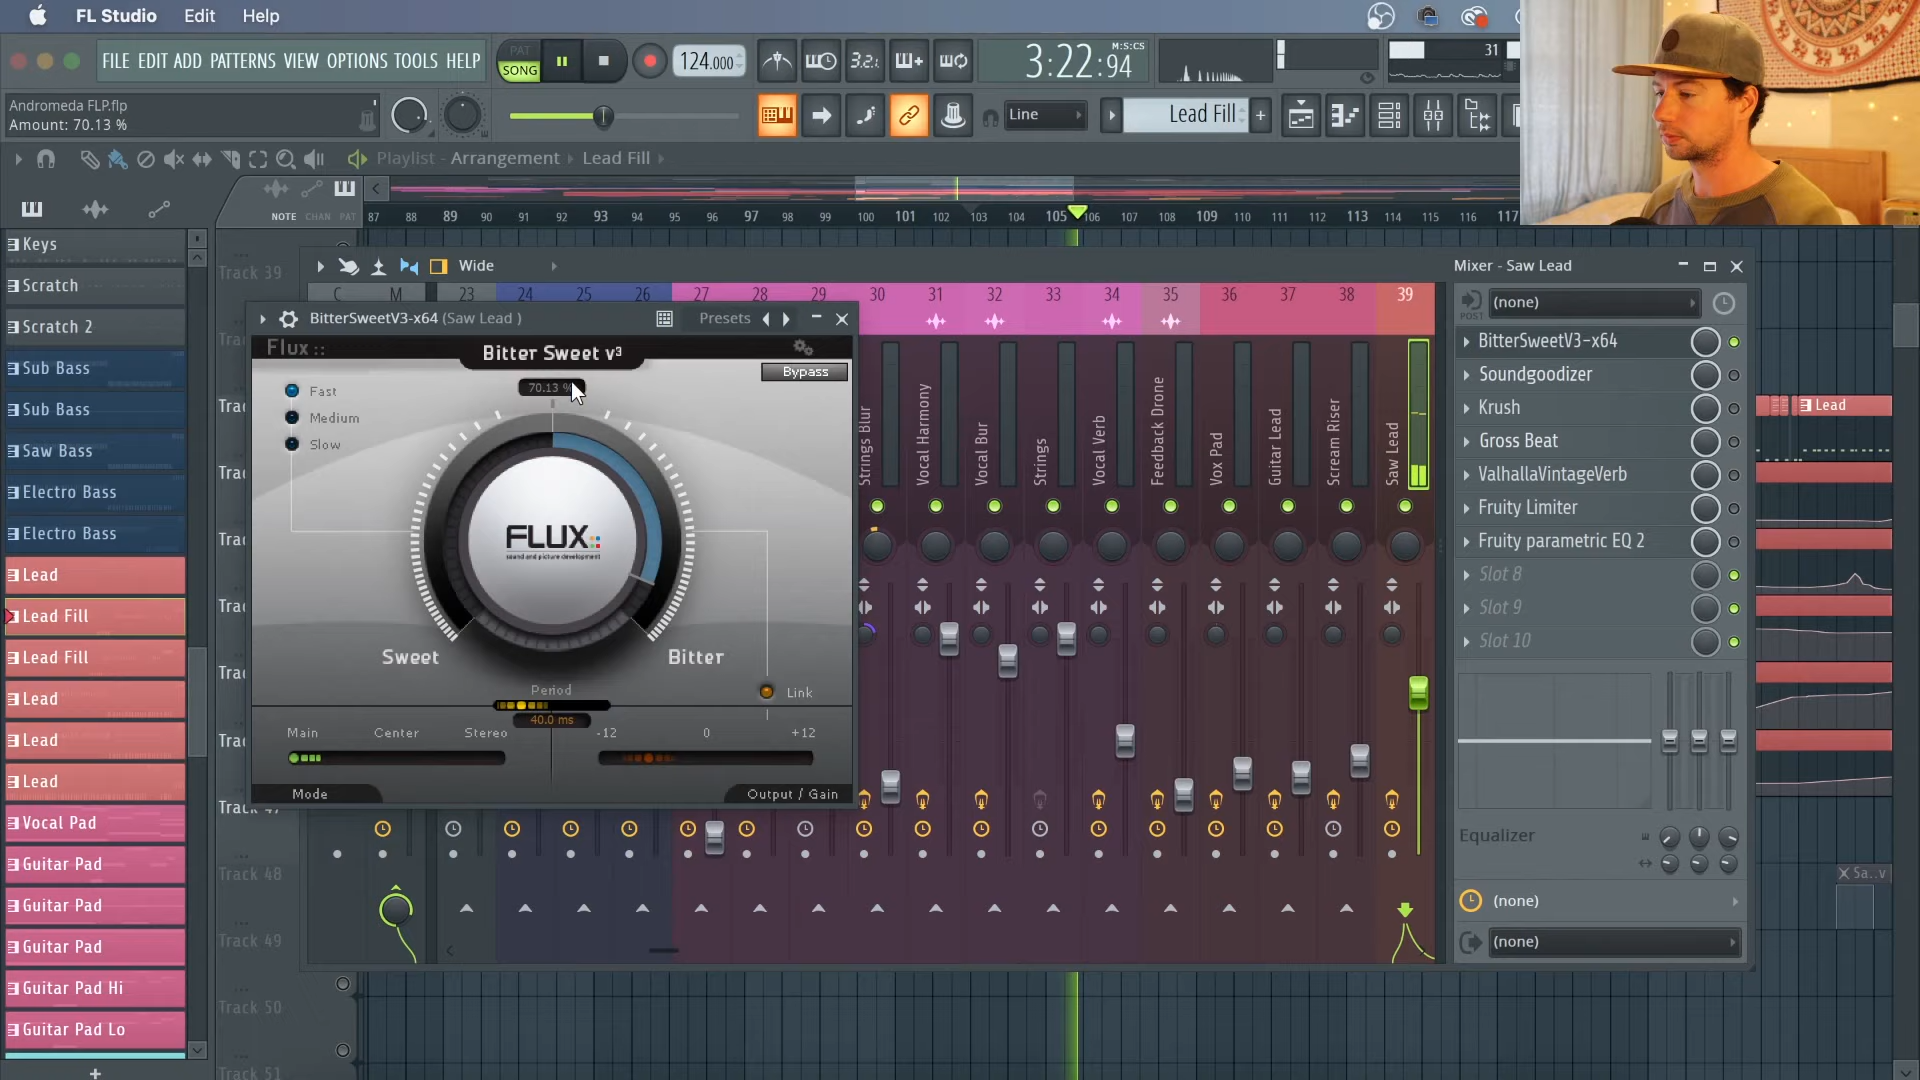 FL Studio Edit Help
FILE EDIT ADD PATTERNS VIEW OPTIONS TOOLS HELP
PAT
SONG
124.000
3.2.
M:S:CS
3:22:94
31
Andromeda FLP.flp
Amount: 70.13 %
Line
Lead Fill
Playlist - Arrangement Lead Fill
NOTE CHAN PAT
87 88 89 90 91 92 93 94 95 96 97 98 99 100 101 102 103 104 105 106 107 108 109 110 111 112 113 114 115 116 117
Keys
Scratch
Scratch 2
Sub Bass
Sub Bass
Saw Bass
Electro Bass
Electro Bass
Lead
Lead Fill
Lead Fill
Lead
Lead
Lead
Vocal Pad
Guitar Pad
Guitar Pad
Guitar Pad
Guitar Pad Hi
Guitar Pad Lo
Track 39
Track 48
Track 49
Track 50
Track 51
Wide
C M 23 24 25 26 27 28 29 30 31 32 33 34 35 36 37 38 39
BitterSweetV3-x64 (Saw Lead )
Presets
Flux ::
Bitter Sweet v3
Bypass
70.13 %
Fast
Medium
Slow
FLUX::
sound and picture development
Sweet
Bitter
Period
40.0 ms
Link
Main Center Stereo
-12 0 +12
Mode
Output / Gain
Strings Blur
Vocal Harmony
Vocal Bur
Strings
Vocal Verb
Feedback Drone
Vox Pad
Guitar Lead
Scream Riser
Saw Lead
Mixer - Saw Lead
POST
(none)
BitterSweetV3-x64
Soundgoodizer
Krush
Gross Beat
ValhallaVintageVerb
Fruity Limiter
Fruity parametric EQ 2
Slot 8
Slot 9
Slot 10
Equalizer
(none)
(none)
Lead
Sa..v